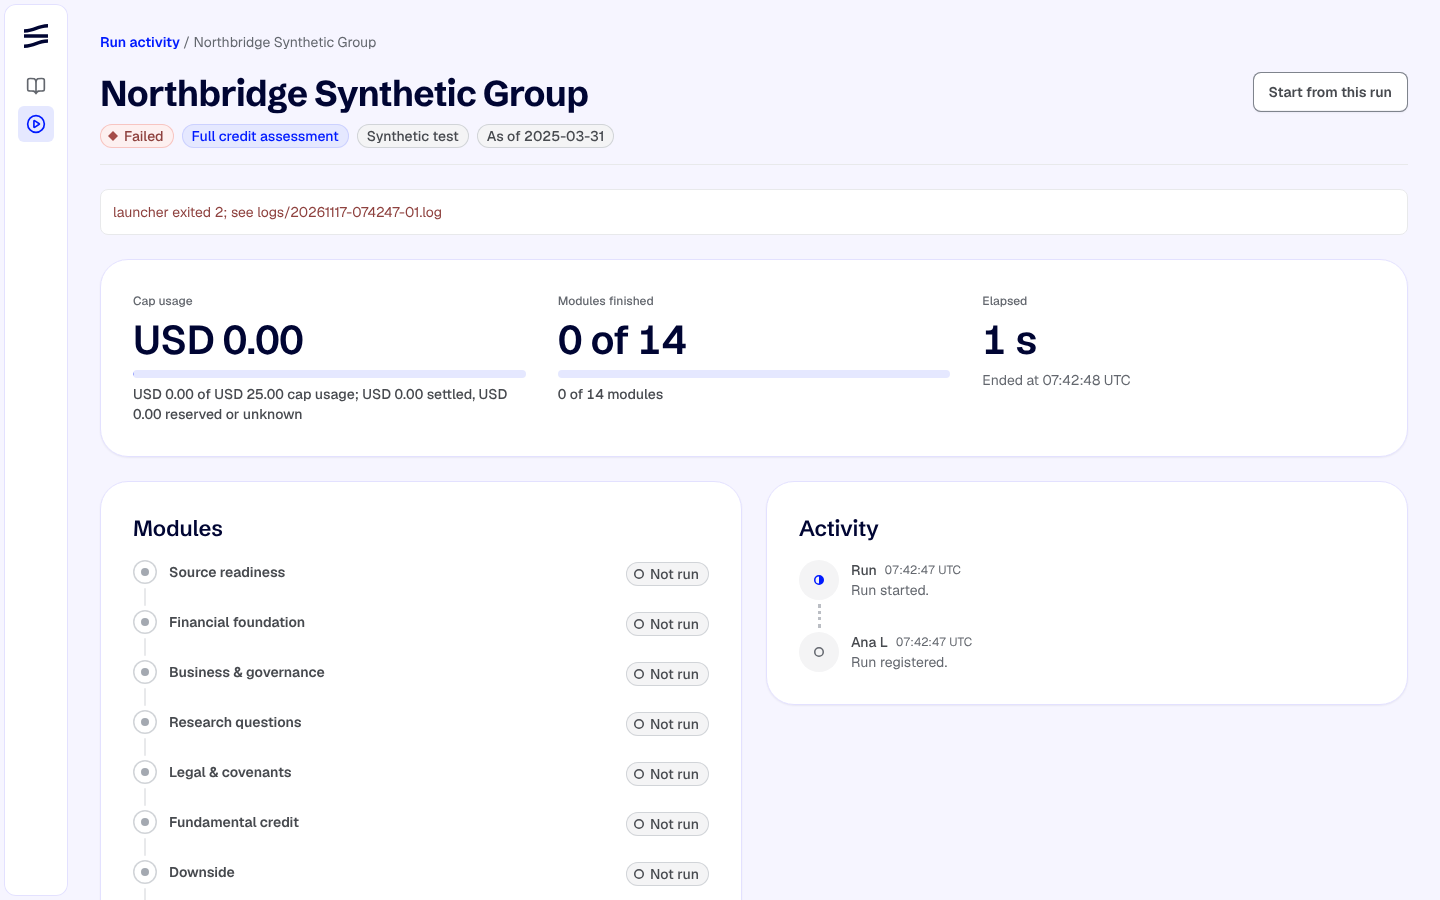 Run activity / Northbridge Synthetic Group
Northbridge Synthetic Group
Start from this run
Failed
Full credit assessment
Synthetic test
As of 2025-03-31
launcher exited 2; see logs/20261117-074247-01.log
Cap usage
USD 0.00
USD 0.00 of USD 25.00 cap usage; USD 0.00 settled, USD
0.00 reserved or unknown
Modules finished
0 of 14
0 of 14 modules
Elapsed
1 s
Ended at 07:42:48 UTC
Modules
Source readiness
Not run
Financial foundation
Not run
Business & governance
Not run
Research questions
Not run
Legal & covenants
Not run
Fundamental credit
Not run
Downside
Not run
Activity
Run 07:42:47 UTC
Run started.
Ana L 07:42:47 UTC
Run registered.